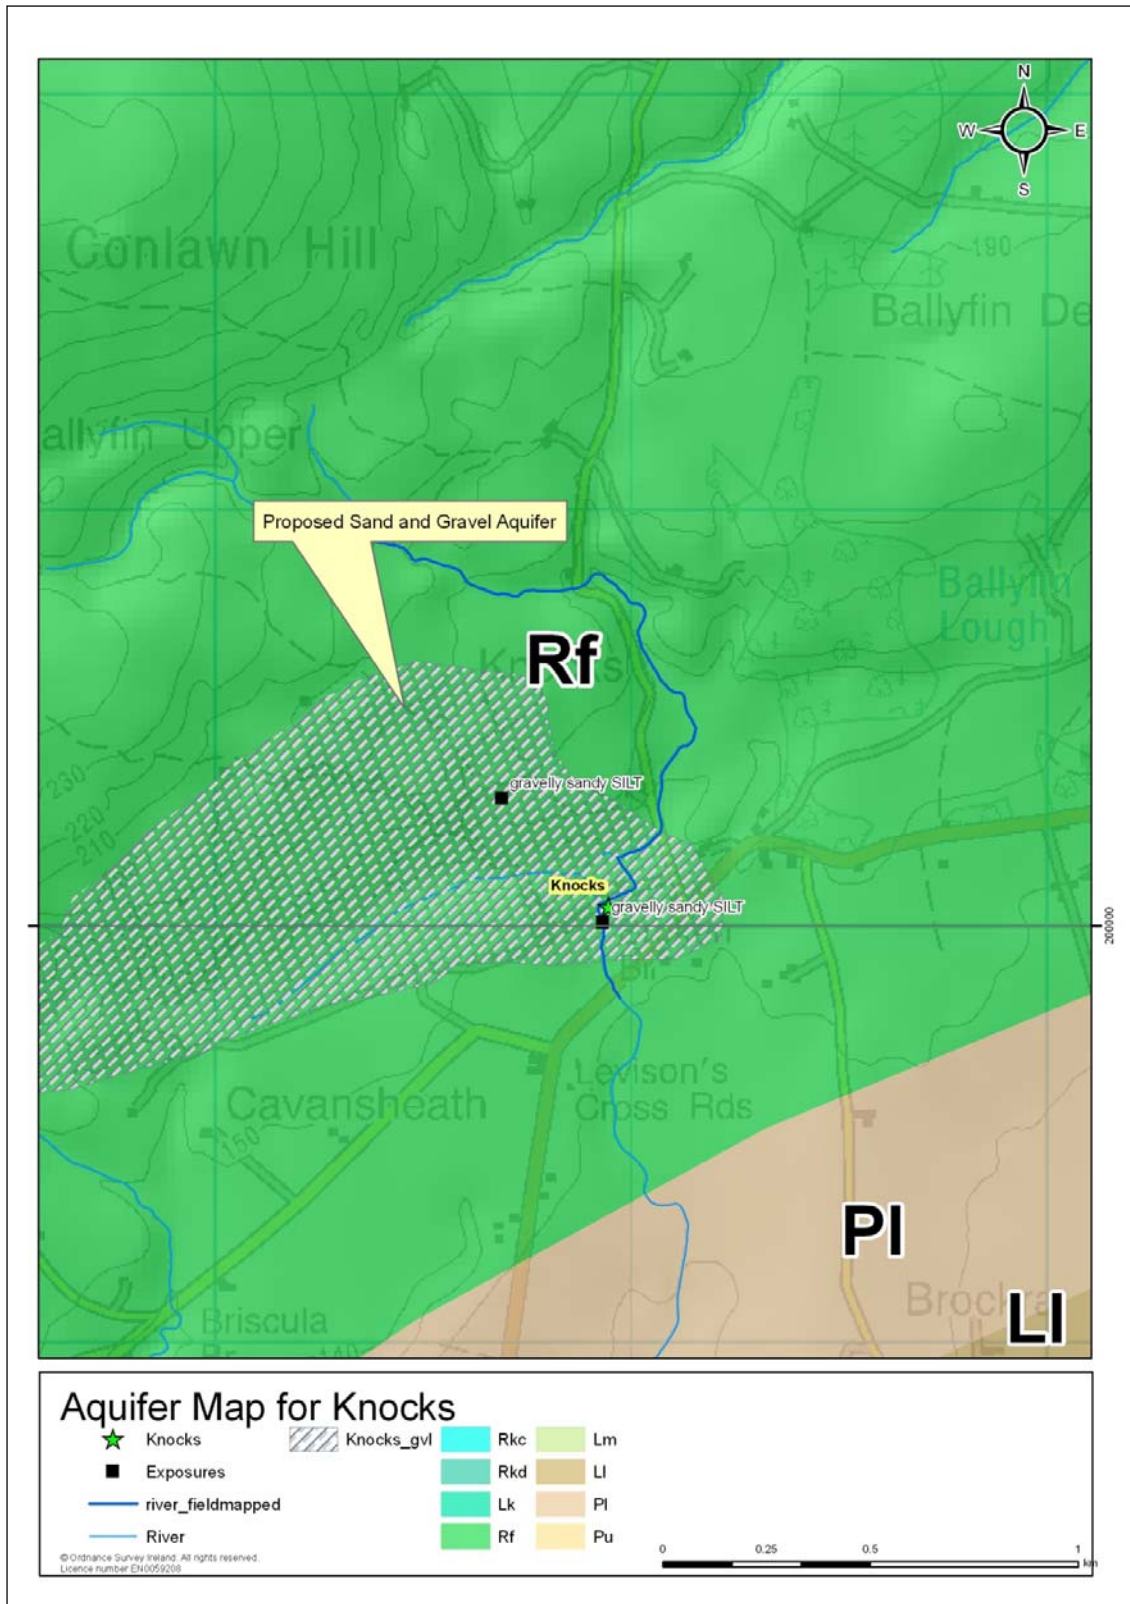 N
W E
S
Conlawn Hill
190
Ballyfin De
allyfin Upper
Proposed Sand and Gravel Aquifer
Ballyfin
Lough
Rf
230
220
210
gravelly sandy SILT
Knocks
gravelly sandy SILT
200000
Levison's
Cross Rds
Cavansheath
150
Pl
Brockra
Ll
Briscula
Br
140
Aquifer Map for Knocks
Knocks
Exposures
river_fieldmapped
River
Knocks_gvl
Rkc
Rkd
Lk
Rf
Lm
Ll
Pl
Pu
© Ordnance Survey Ireland. All rights reserved.
Licence number EN0059208
0 0.25 0.5 1
km